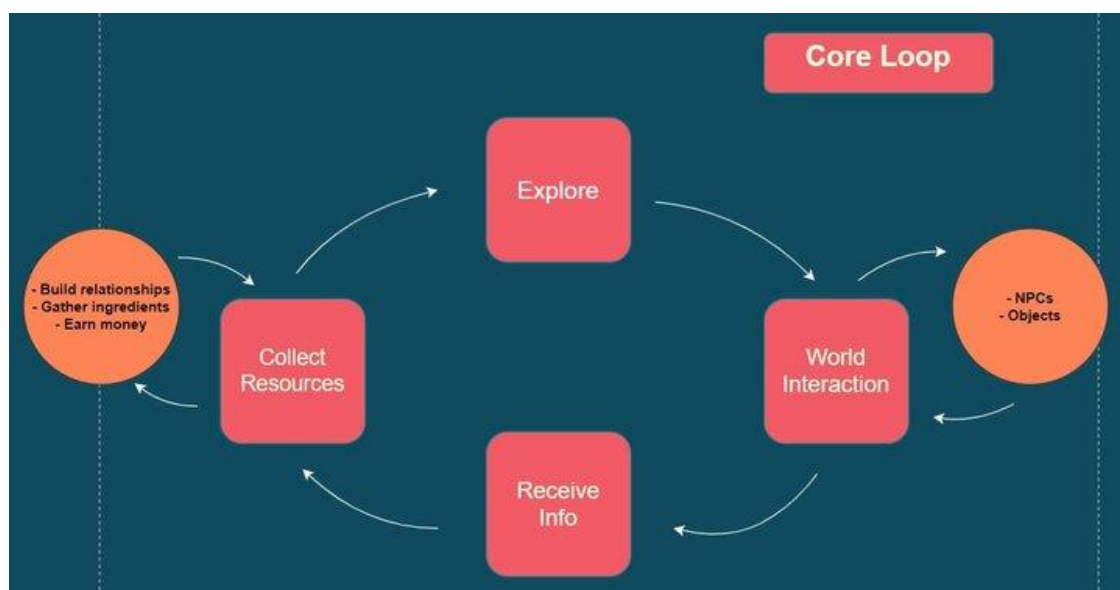 Core Loop
Explore
- Build relationships
- Gather ingredients
- Earn money
- NPCs
- Objects
Collect
Resources
World
Interaction
Receive
Info